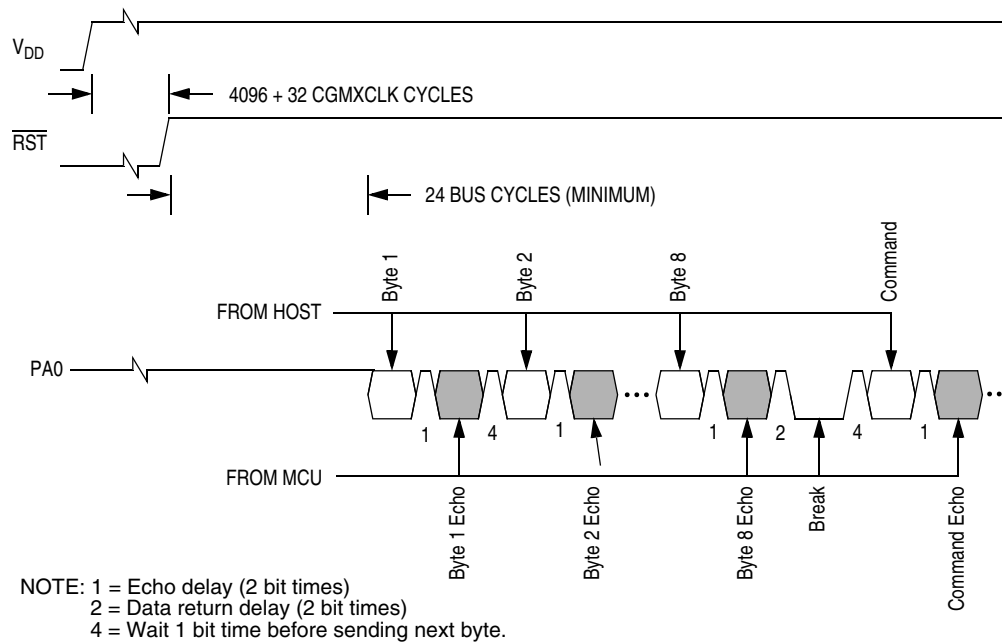 VDD
4096 + 32 CGMXCLK CYCLES
RST
24 BUS CYCLES (MINIMUM)
Byte 1
Byte 2
Byte 8
Command
FROM HOST
PA0
1
4
1
1
2
4
1
FROM MCU
Byte 1 Echo
Byte 2 Echo
Byte 8 Echo
Break
Command Echo
NOTE: 1 = Echo delay (2 bit times)
2 = Data return delay (2 bit times)
4 = Wait 1 bit time before sending next byte.